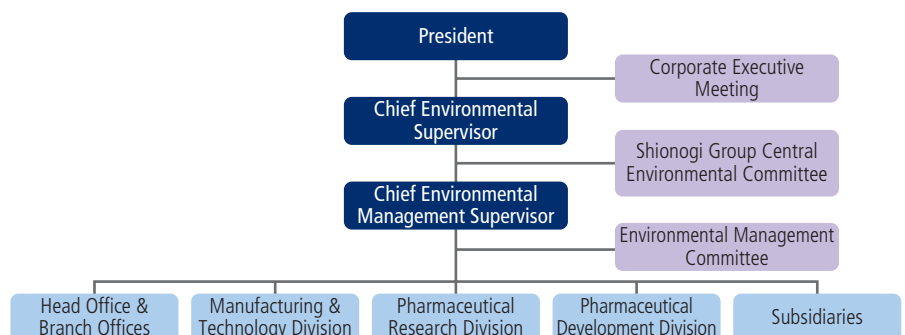 President
Corporate Executive
Meeting
Chief Environmental
Supervisor
Shionogi Group Central
Environmental Committee
Chief Environmental
Management Supervisor
Environmental Management
Committee
Head Office &
Branch Offices
Manufacturing &
Technology Division
Pharmaceutical
Research Division
Pharmaceutical
Development Division
Subsidiaries